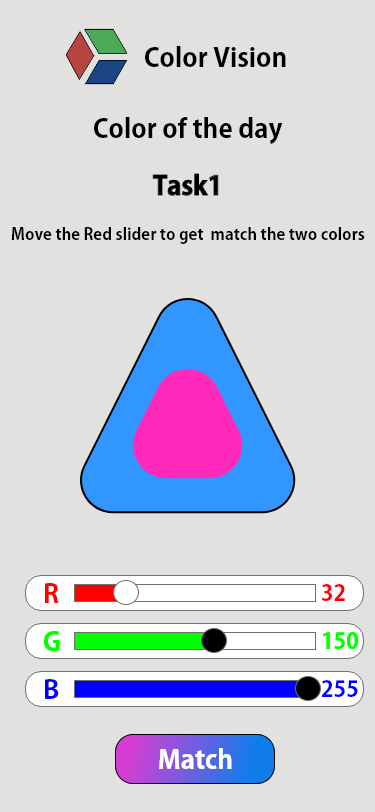 Color Vision
Color of the day
Task1
Move the Red slider to get match the two colors
R 32
G 150
B 255
Match